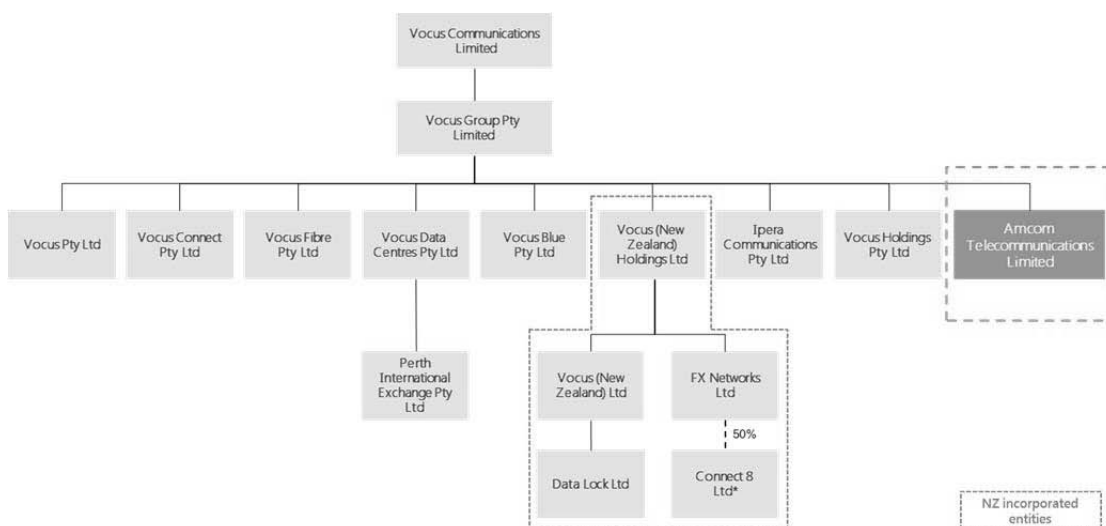 Vocus Communications
Limited
Vocus Group Pty
Limited
Vocus Pty Ltd
Vocus Connect
Pty Ltd
Vocus Fibre
Pty Ltd
Vocus Data
Centres Pty Ltd
Vocus Blue
Pty Ltd
Vocus (New
Zealand)
Holdings Ltd
Ipera
Communications
Pty Ltd
Vocus Holdings
Pty Ltd
Amcom
Telecommunications
Limited
Perth
International
Exchange Pty
Ltd
Vocus (New
Zealand) Ltd
FX Networks
Ltd
50%
Data Lock Ltd
Connect 8
Ltd*
NZ incorporated
entities